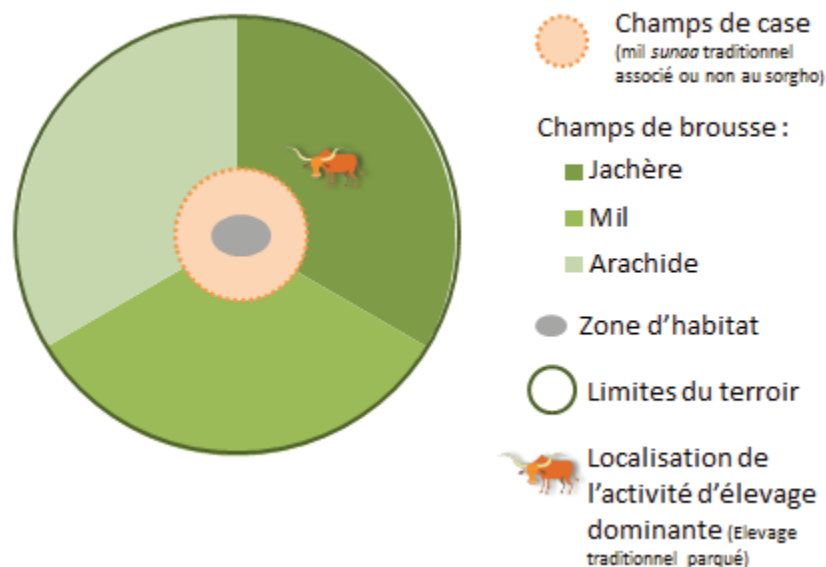 Champs de case
(mil sunaa traditionnel
associé ou non au sorgho)
Champs de brousse :
Jachère
Mil
Arachide
Zone d'habitat
Limites du terroir
Localisation de
l'activité d'élevage
dominante (Elevage
traditionnel parqué)